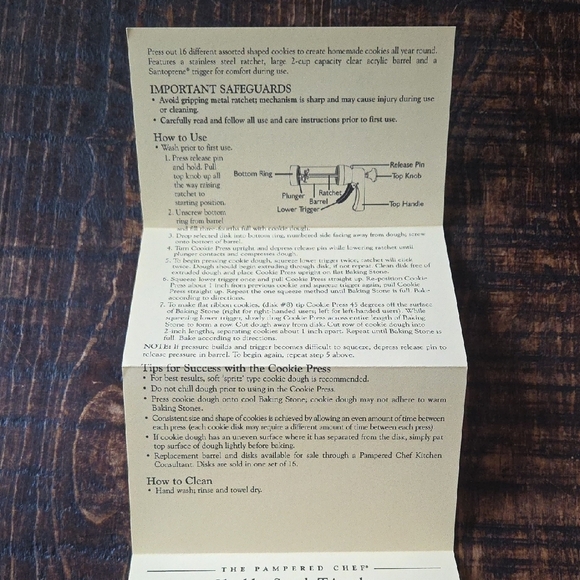 Press out 16 different assorted shaped cookies to create homemade cookies all year round.
Features a stainless steel ratchet, large 2-cup capacity clear acrylic barrel and a
Santoprene® trigger for comfort during use.
IMPORTANT SAFEGUARDS
• Avoid gripping metal ratchet; mechanism is sharp and may cause injury during use
or cleaning.
• Carefully read and follow all use and care instructions prior to first use.
How to Use
• Wash prior to first use.
1. Press release pin
and hold. Pull
top knob up all
the way raising
ratchet to
starting position.
2. Unscrew bottom
ring from barrel
and fill three-fourths full with cookie dough.
Release Pin
Bottom Ring
Top Knob
Plunger
Ratchet
Barrel
Lower Trigger
Top Handle
3. Drop selected disk into bottom ring, numbered side facing away from dough; screw
onto bottom of barrel.
4. Turn Cookie Press upright and depress release pin while lowering ratchet until
plunger contacts and compresses dough.
5. To begin pressing cookie dough, squeeze lower trigger twice; ratchet will click
twice. Dough should begin extruding through disk, if not repeat. Clean disk free of
extruded dough and place Cookie Press upright on flat Baking Stone.
6. Squeeze lower trigger once and pull Cookie Press straight up. Re-position Cookie
Press about 1 inch from previous cookie and squeeze trigger again; pull Cookie
Press straight up. Repeat the one squeeze method until Baking Stone is full. Bake
according to directions.
7. To make flat ribbon cookies, (disk #8) tip Cookie Press 45 degrees off the surface
of Baking Stone (right for right-handed users; left for left-handed users). While
squeezing lower trigger, slowly drag Cookie Press across entire length of Baking
Stone to form a row. Cut dough away from disk. Cut row of cookie dough into
2-inch lengths, separating cookies about 1 inch apart. Repeat until Baking Stone is
full. Bake according to directions.
NOTE: If pressure builds and trigger becomes difficult to squeeze, depress release pin to
release pressure in barrel. To begin again, repeat step 5 above.
Tips for Success with the Cookie Press
• For best results, soft 'spritz' type cookie dough is recommended.
• Do not chill dough prior to using in the Cookie Press.
• Press cookie dough onto cool Baking Stone; cookie dough may not adhere to warm
Baking Stones.
• Consistent size and shape of cookies is achieved by allowing an even amount of time between
each press (each cookie disk may require a different amount of time between each press)
• If cookie dough has an uneven surface where it has separated from the disk, simply pat
top surface of dough lightly before baking.
• Replacement barrel and disks available for sale through a Pampered Chef Kitchen
Consultant. Disks are sold in one set of 16.
How to Clean
• Hand wash; rinse and towel dry.
THE PAMPERED CHEF®